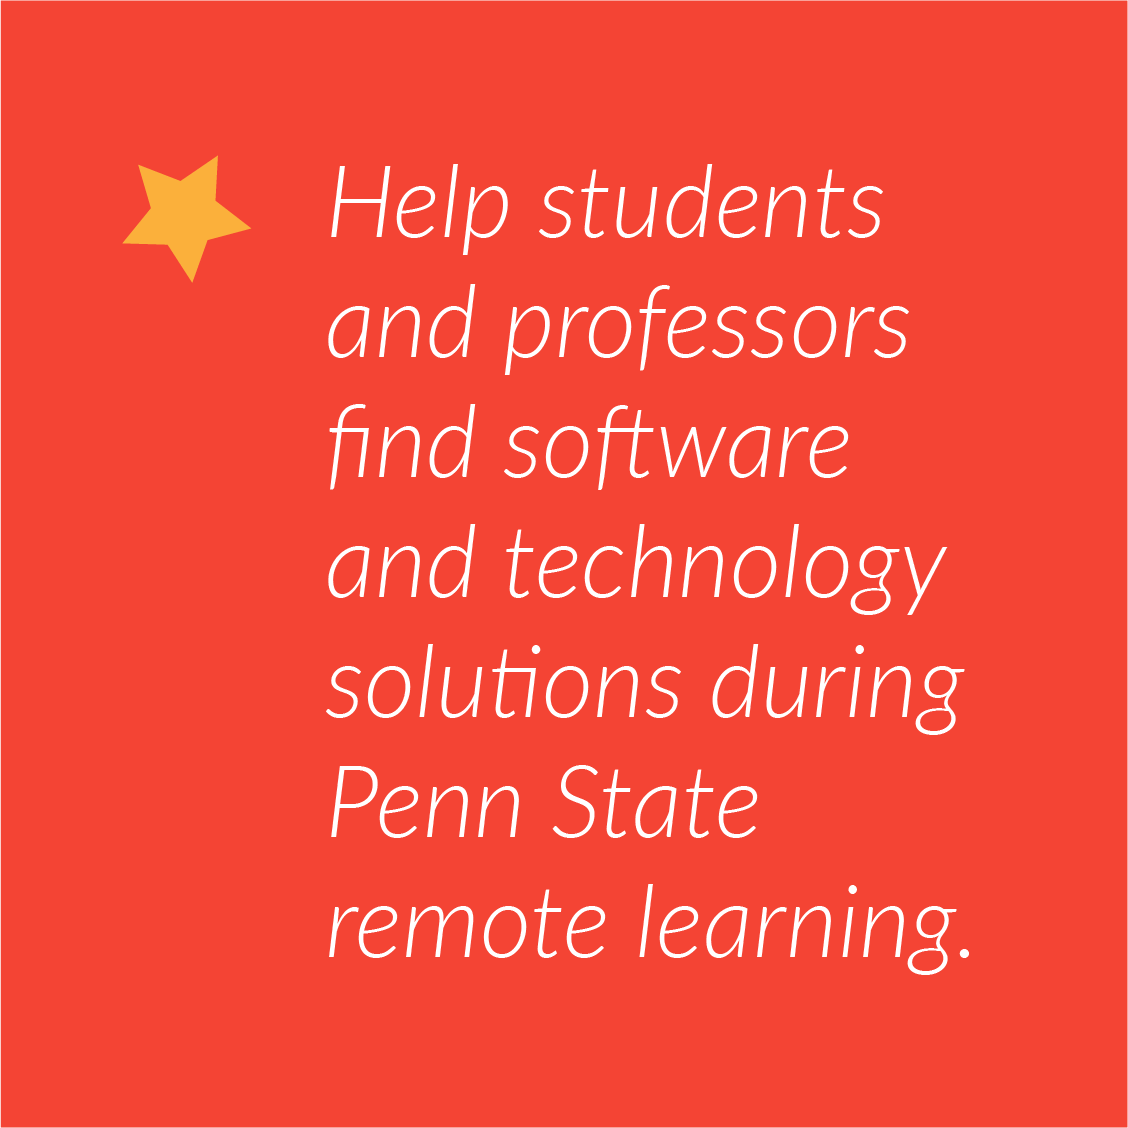 Help students
and professors
find software
and technology
solutions during
Penn State
remote learning.